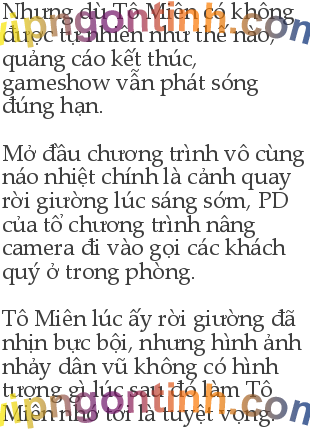 Nhưng dù Tô Miên có không
được tự nhiên như thế nào,
quảng cáo kết thúc,
gameshow vẫn phát sóng
đúng hạn.
Mở đầu chương trình vô cùng
náo nhiệt chính là cảnh quay
rời giường lúc sáng sớm, PD
của tổ chương trình nâng
camera đi vào gọi các khách
quý ở trong phòng.
Tô Miên lúc ấy rời giường đã
nhịn bực bội, nhưng hình ảnh
nhảy dân vũ không có hình
tượng gì lúc sau đó làm Tô
Miên nhớ tới là tuyệt vọng.
vipngontinh.com
vipngontinh.com